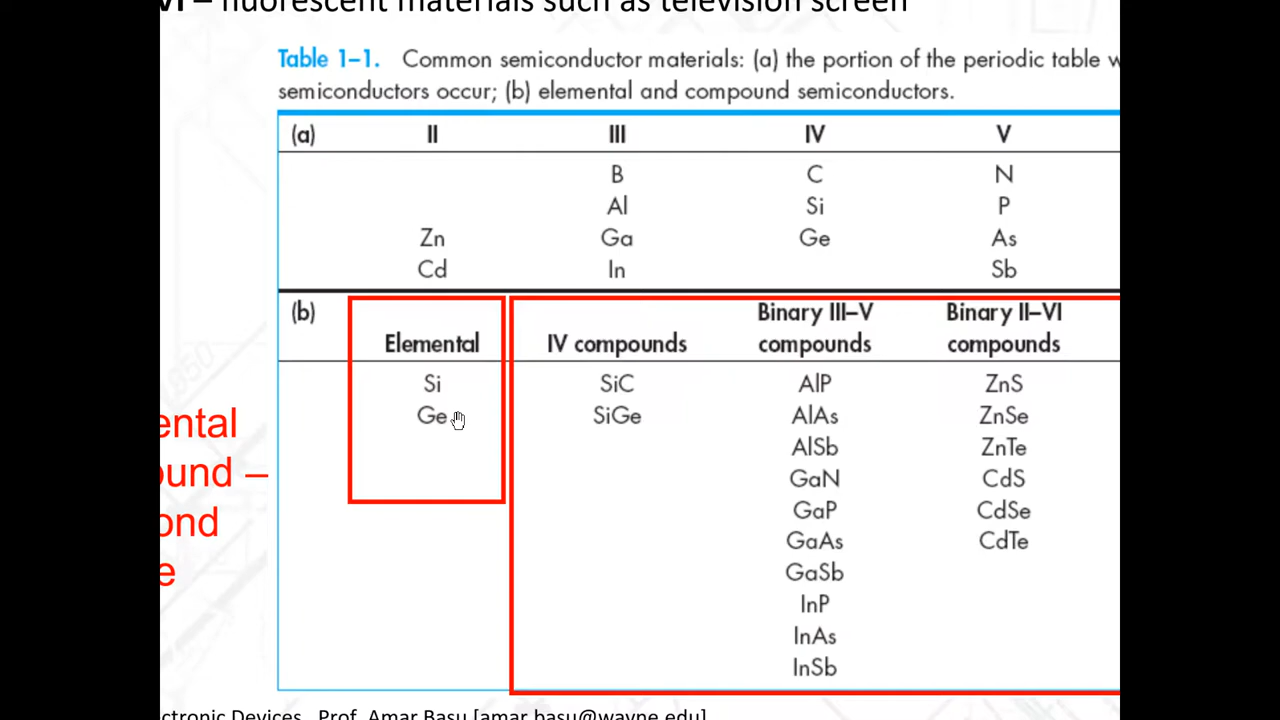 VI – fluorescent materials such as television screen
Table 1–1. Common semiconductor materials: (a) the portion of the periodic table w
semiconductors occur; (b) elemental and compound semiconductors.
(a) II III IV V
B C N
Al Si P
Zn Ga Ge As
Cd In Sb
(b) Elemental IV compounds Binary III–V compounds Binary II–VI compounds
Si SiC AlP ZnS
Ge SiGe AlAs ZnSe
AlSb ZnTe
GaN CdS
GaP CdSe
GaAs CdTe
GaSb
InP
InAs
InSb
ental
ound –
ond
e
ctronic Devices, Prof. Amar Basu [amar.basu@wayne.edu]